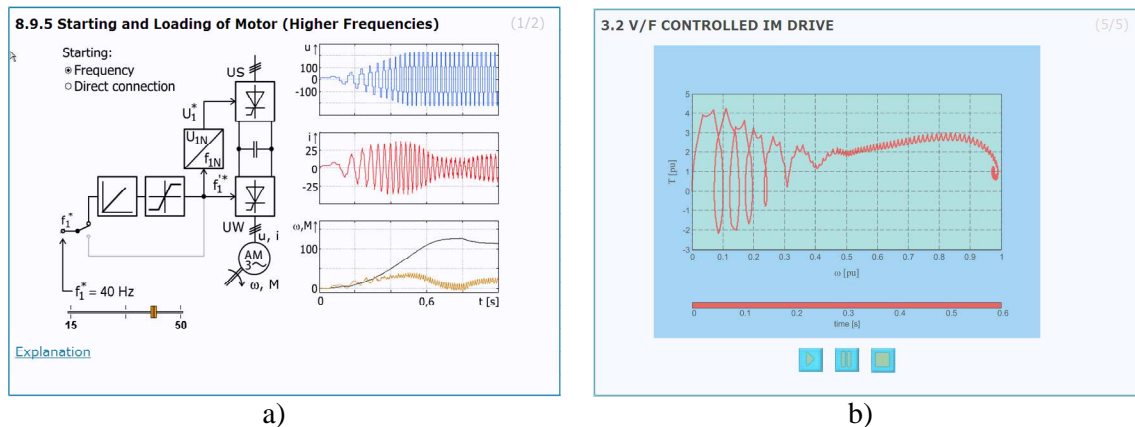 8.9.5 Starting and Loading of Motor (Higher Frequencies) (1/2)
Starting:
Frequency
Direct connection
US
U1*
U1N
f1N
f1'*
f1*
UW
u, i
AM
3~
ω, M
f1* = 40 Hz
15 50
Explanation
u↑
100
0
-100
i↑
25
0
-25
ω,M↑
100
0
0 0,6 t [s]
a)
3.2 V/F CONTROLLED IM DRIVE (5/5)
5
4
3
2
1
0
-1
-2
-3
T [pu]
0 0.1 0.2 0.3 0.4 0.5 0.6 0.7 0.8 0.9 1
ω [pu]
0 0.1 0.2 0.3 0.4 0.5 0.6
time [s]
b)